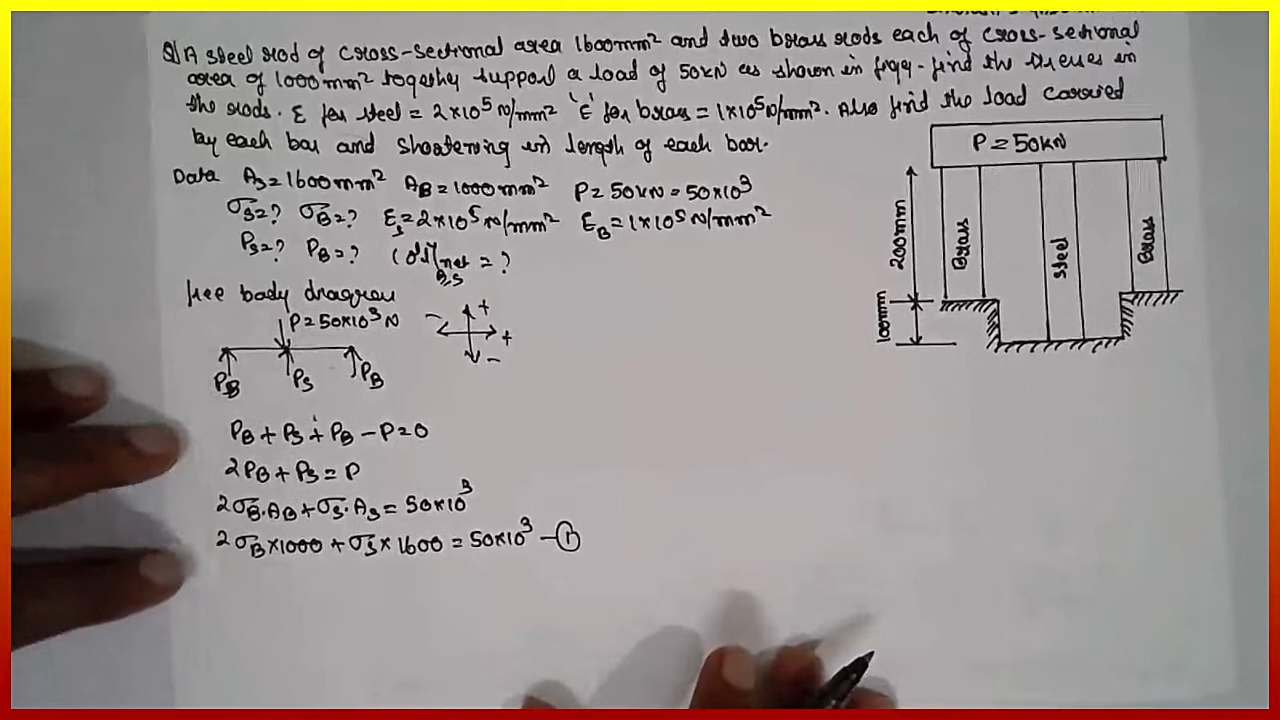 Q) A steel rod of cross-sectional area 1600mm² and two brass rods each of cross-sectional
area of 1000mm² together support a load of 50kN as shown in fig. find the stresses in
the rods. E for steel = 2×10⁵ N/mm² 'E' for brass = 1×10⁵ N/mm². Also find the load carried
by each bar and shortening in length of each bar.
Data As=1600mm² AB=1000mm² P=50kN=50×10³
σs=? σB=? Es=2×10⁵ N/mm² EB=1×10⁵ N/mm²
Ps=? PB=? (δl)net = ?
B,S
free body diagram
P=50×10³ N
+
−
+
−
PB
Ps
PB
PB + Ps + PB − P = 0
2PB + Ps = P
2σB·AB + σs·As = 50×10³
2σB×1000 + σs×1600 = 50×10³ —①
P=50kN
200mm
Brass
steel
Brass
100mm